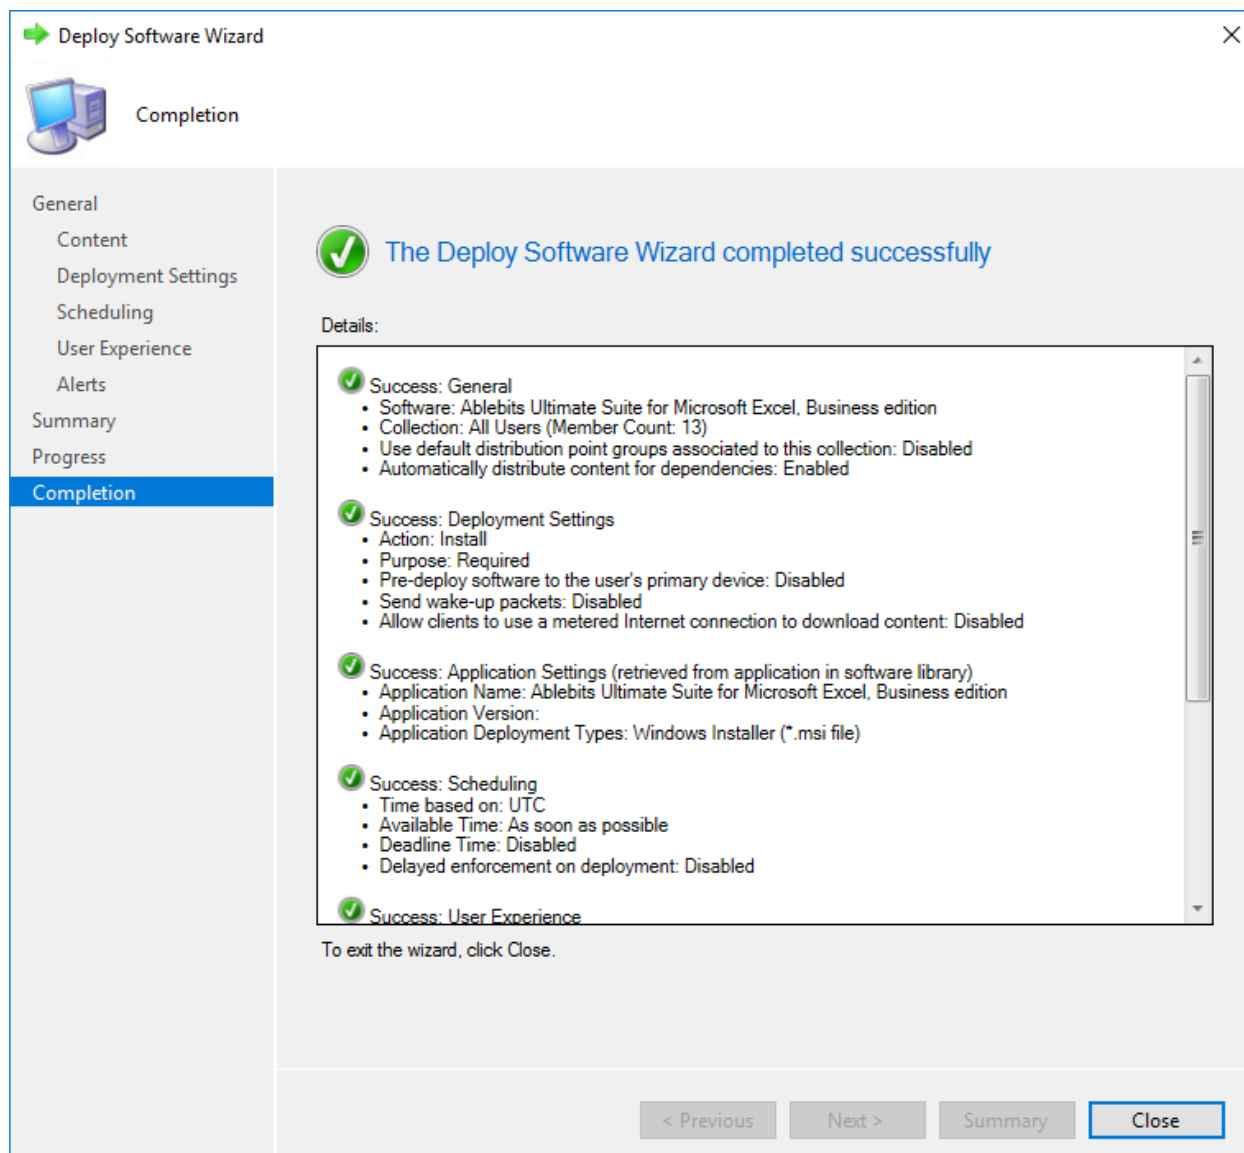 Deploy Software Wizard
Completion
General
Content
Deployment Settings
Scheduling
User Experience
Alerts
Summary
Progress
Completion
The Deploy Software Wizard completed successfully
Details:
Success: General
• Software: Ablebits Ultimate Suite for Microsoft Excel, Business edition
• Collection: All Users (Member Count: 13)
• Use default distribution point groups associated to this collection: Disabled
• Automatically distribute content for dependencies: Enabled
Success: Deployment Settings
• Action: Install
• Purpose: Required
• Pre-deploy software to the user's primary device: Disabled
• Send wake-up packets: Disabled
• Allow clients to use a metered Internet connection to download content: Disabled
Success: Application Settings (retrieved from application in software library)
• Application Name: Ablebits Ultimate Suite for Microsoft Excel, Business edition
• Application Version:
• Application Deployment Types: Windows Installer (*.msi file)
Success: Scheduling
• Time based on: UTC
• Available Time: As soon as possible
• Deadline Time: Disabled
• Delayed enforcement on deployment: Disabled
Success: User Experience
To exit the wizard, click Close.
< Previous
Next >
Summary
Close